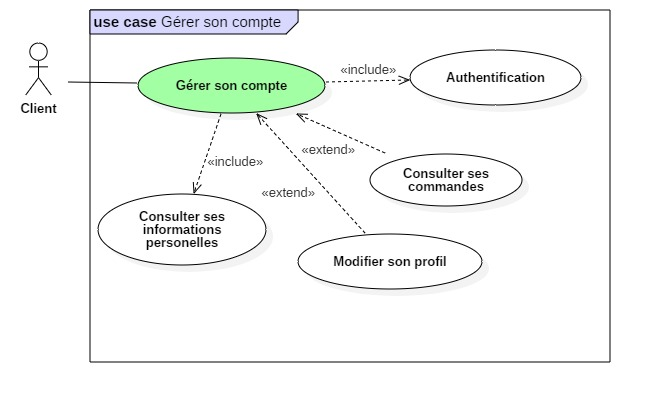 use case Gérer son compte
Client
Gérer son compte
«include»
Authentification
«include»
«extend»
«extend»
Consulter ses
commandes
Consulter ses
informations
personelles
Modifier son profil